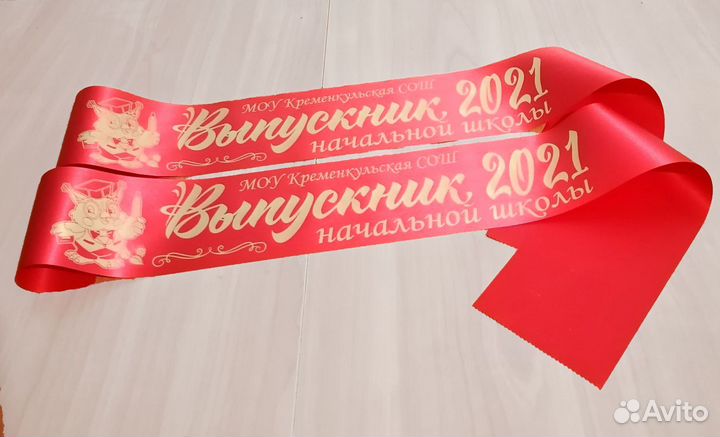 МОУ Кременкульская СОШ
Выпускник 2021
начальной школы
МОУ Кременкульская СОШ
Выпускник 2021
начальной школы
Avito